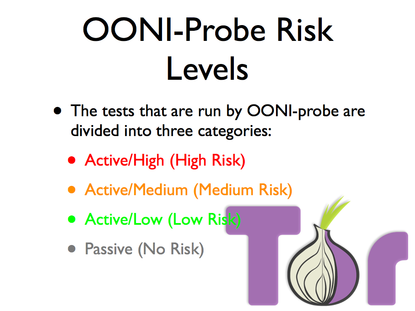 OONI-Probe Risk
Levels
• The tests that are run by OONI-probe are
divided into three categories:
• Active/High (High Risk)
• Active/Medium (Medium Risk)
• Active/Low (Low Risk)
• Passive (No Risk)
Tor